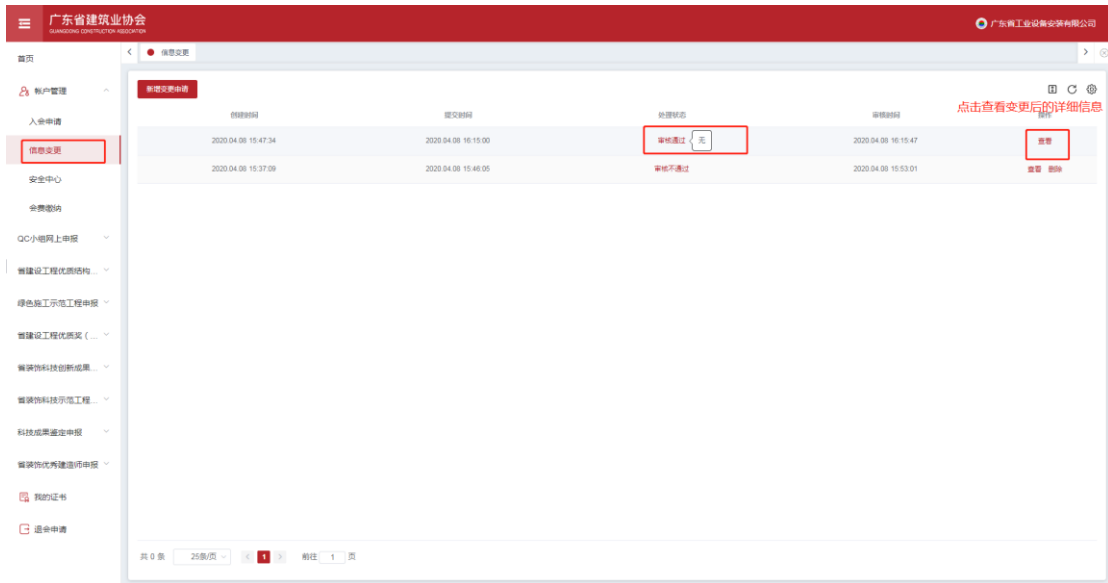 广东省建筑业协会
GUANGDONG CONSTRUCTION ASSOCIATION
广东省工业设备安装有限公司
首页
信息变更
帐户管理
新增变更申请
点击查看变更后的详细信息
入会申请
创建时间 提交时间 处理状态 审核时间 操作
信息变更
2020.04.08 15:47:34 2020.04.08 16:15:00 审核通过 无 2020.04.08 16:15:47 查看
安全中心
2020.04.08 15:37:09 2020.04.08 15:46:05 审核不通过 2020.04.08 15:53:01 查看 删除
会费缴纳
QC小组网上申报
省建设工程优质结构...
绿色施工示范工程申报
省建设工程优质奖 ( ...
省装饰科技创新成果...
省装饰科技示范工程...
科技成果鉴定申报
省装饰优秀建造师申报
我的证书
退会申请
共 0 条 25条/页 1 前往 1 页